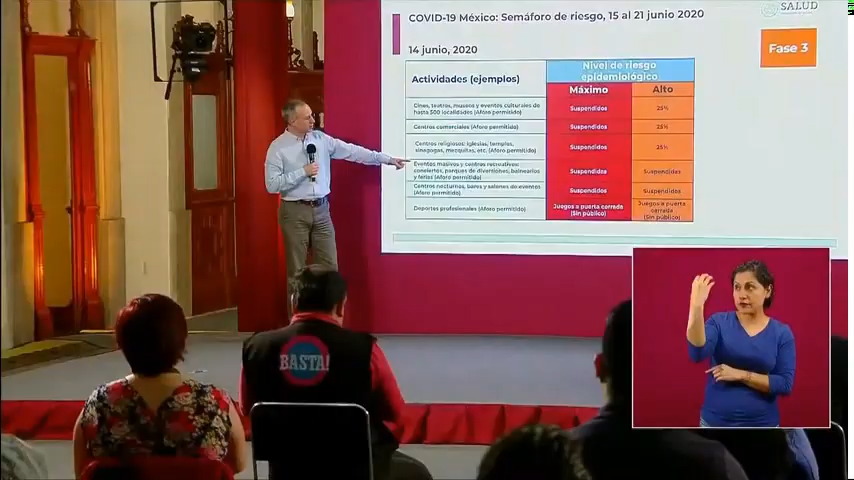 COVID-19 México: Semáforo de riesgo, 15 al 21 junio 2020
SALUD
14 junio, 2020
Fase 3
Actividades (ejemplos)
Nivel de riesgo
epidemiológico
Máximo
Alto
Cines, teatros, museos y eventos culturales de
hasta 500 localidades (Aforo permitido)
Suspendidos
25%
Centros comerciales (Aforo permitido)
Suspendidos
25%
Centros religiosos: iglesias, templos,
sinagogas, mezquitas, etc. (Aforo permitido)
Suspendidos
25%
Eventos masivos y centros recreativos:
conciertos, parques de diversiones, balnearios
y ferias (Aforo permitido)
Suspendidos
Suspendidos
Centros nocturnos, bares y salones de eventos
(Aforo permitido)
Suspendidos
Suspendidos
Deportes profesionales (Aforo permitido)
Juegos a puerta cerrada
(Sin público)
Juegos a puerta
cerrada
(Sin público)
BASTA!